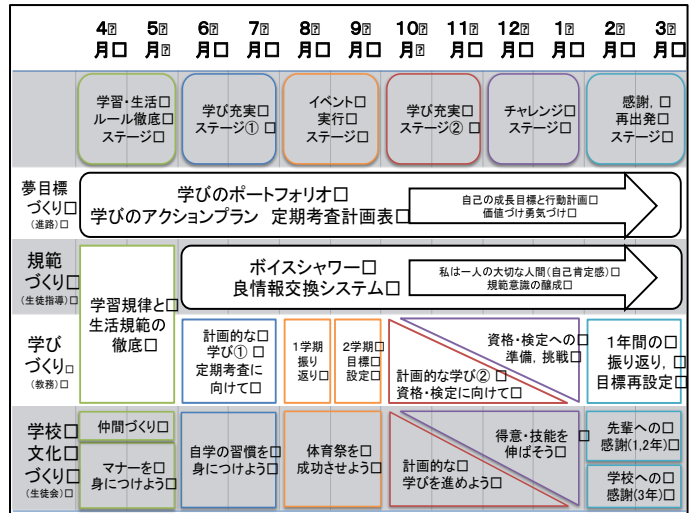 4月 5月 6月 7月 8月 9月 10月 11月 12月 1月 2月 3月
学習・生活
ルール徹底
ステージ
学び充実
ステージ①
イベント
実行
ステージ
学び充実
ステージ②
チャレンジ
ステージ
感謝,
再出発
ステージ
夢目標
づくり
(進路)
学びのポートフォリオ
学びのアクションプラン 定期考査計画表
自己の成長目標と行動計画
価値づけ勇気づけ
規範
づくり
(生徒指導)
ボイスシャワー
良情報交換システム
私は一人の大切な人間(自己肯定感)
規範意識の醸成
学習規律と
生活規範の
徹底
学び
づくり
(教務)
計画的な
学び①
定期考査に
向けて
1学期
振り
返り
2学期
目標
設定
資格・検定への
準備, 挑戦
計画的な学び②
資格・検定に向けて
1年間の
振り返り,
目標再設定
学校
文化
づくり
(生徒会)
仲間づくり
マナーを
身につけよう
自学の習慣を
身につけよう
体育祭を
成功させよう
得意・技能を
伸ばそう
計画的な
学びを進めよう
先輩への
感謝(1,2年)
学校への
感謝(3年)